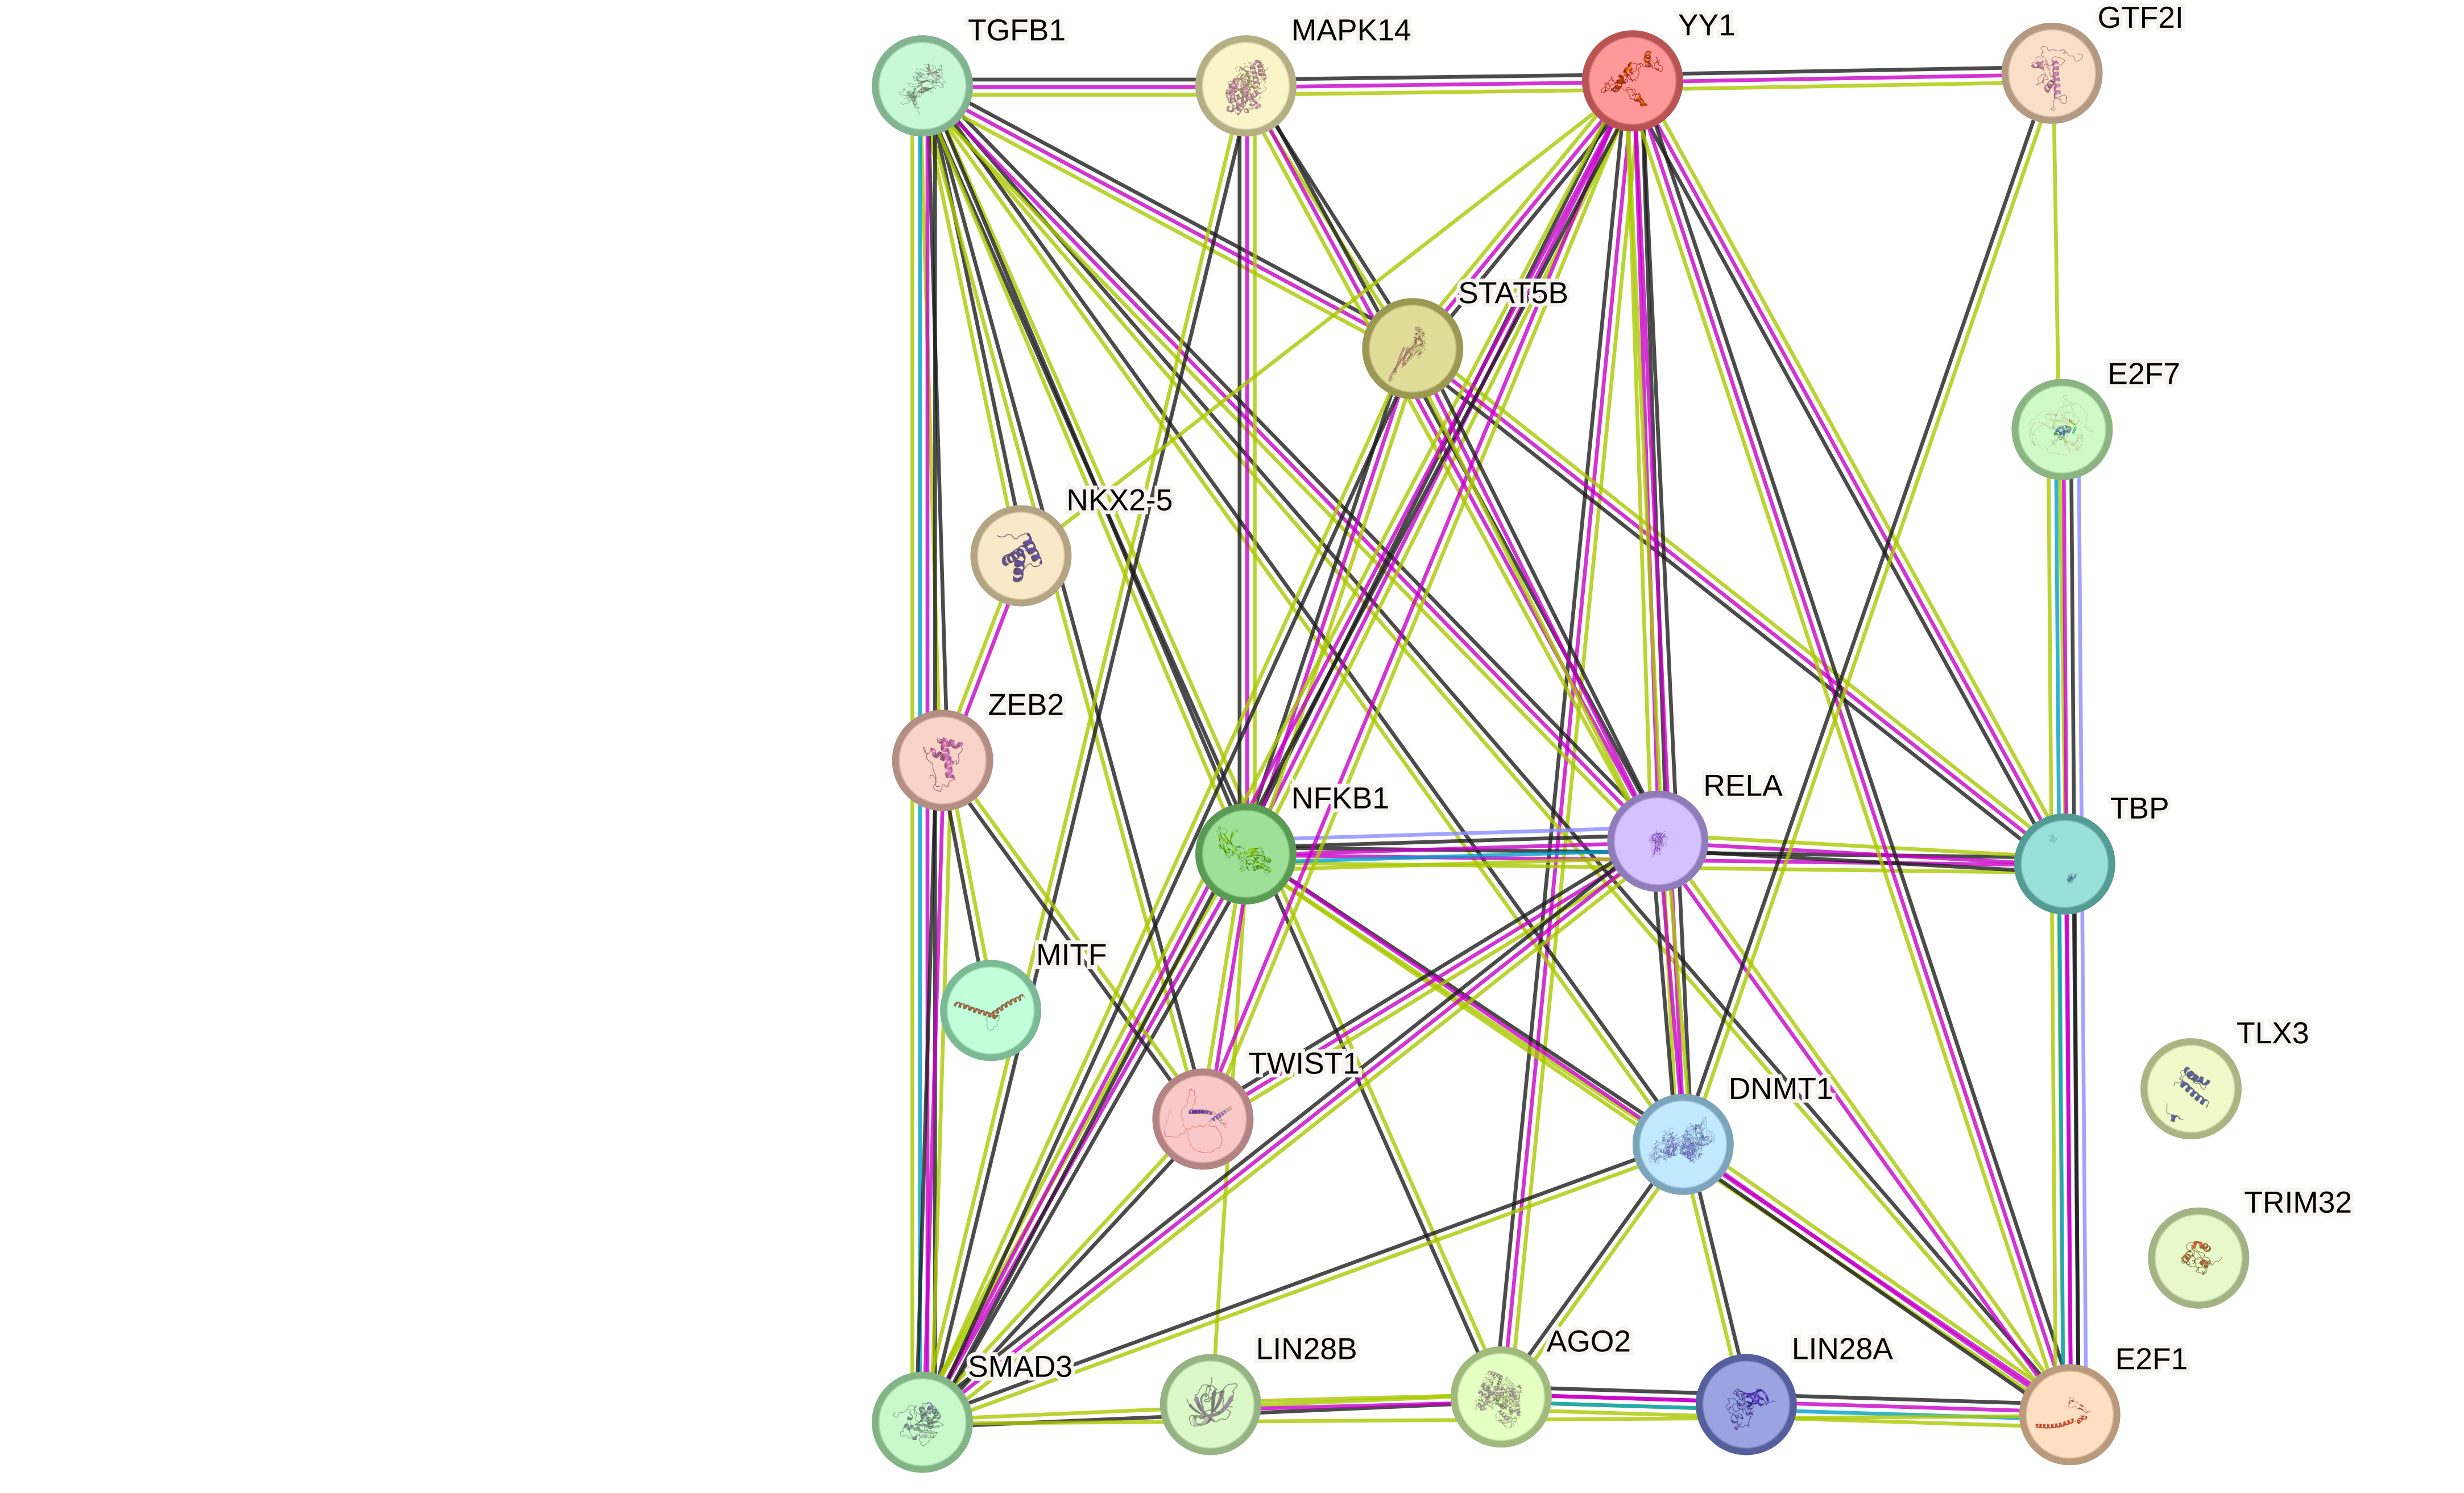 TGFB1
MAPK14
YY1
GTF2I
STAT5B
E2F7
NKX2-5
ZEB2
NFKB1
RELA
TBP
MITF
TLX3
TWIST1
DNMT1
TRIM32
SMAD3
LIN28B
AGO2
LIN28A
E2F1